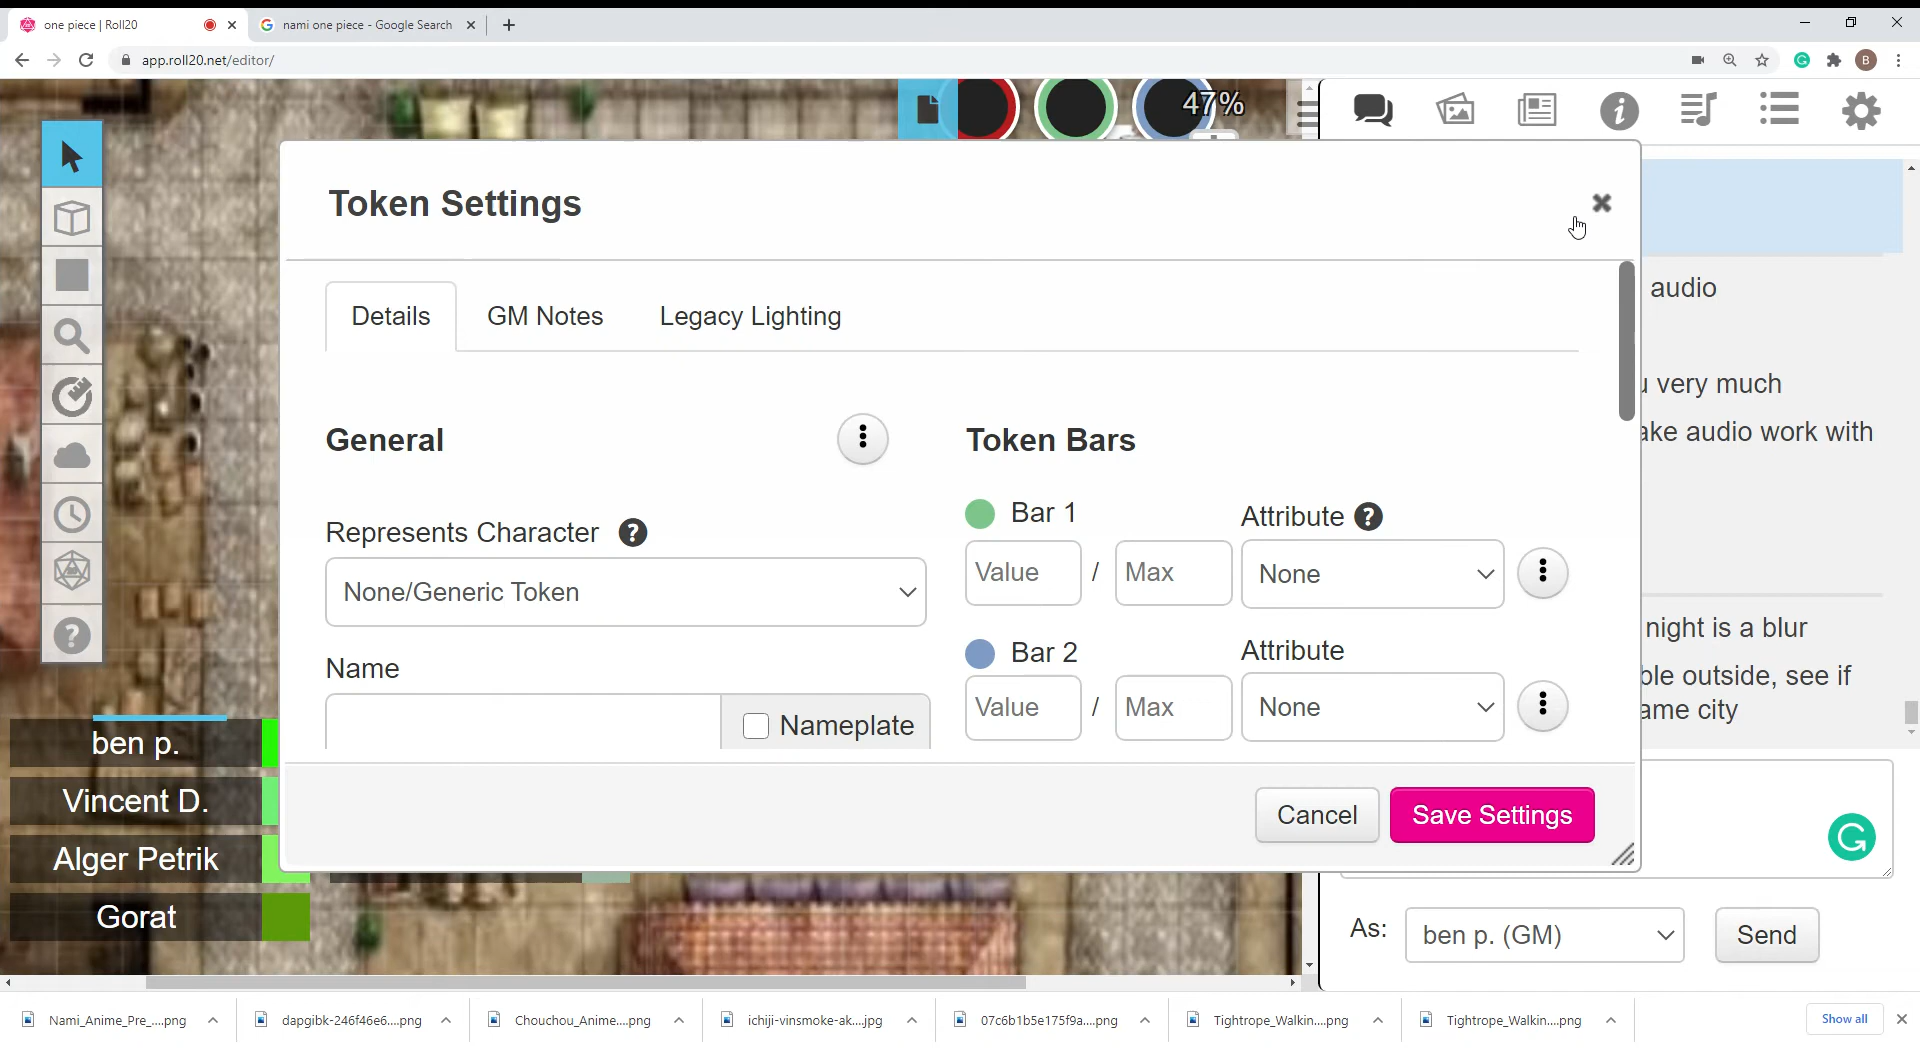 one piece | Roll20
nami one piece - Google Search
app.roll20.net/editor/
B
47%
Token Settings
Details
GM Notes
Legacy Lighting
General
Token Bars
Represents Character ?
None/Generic Token
Name
Nameplate
Bar 1
Attribute ?
Value / Max
None
Bar 2
Attribute
Value / Max
None
Cancel
Save Settings
audio
very much
ake audio work with
night is a blur
ble outside, see if
ame city
ben p.
Vincent D.
Alger Petrik
Gorat
As:
ben p. (GM)
Send
Nami_Anime_Pre_....png
dapgibk-246f46e6....png
Chouchou_Anime....png
ichiji-vinsmoke-ak....jpg
07c6b1b5e175f9a....png
Tightrope_Walkin....png
Tightrope_Walkin....png
Show all